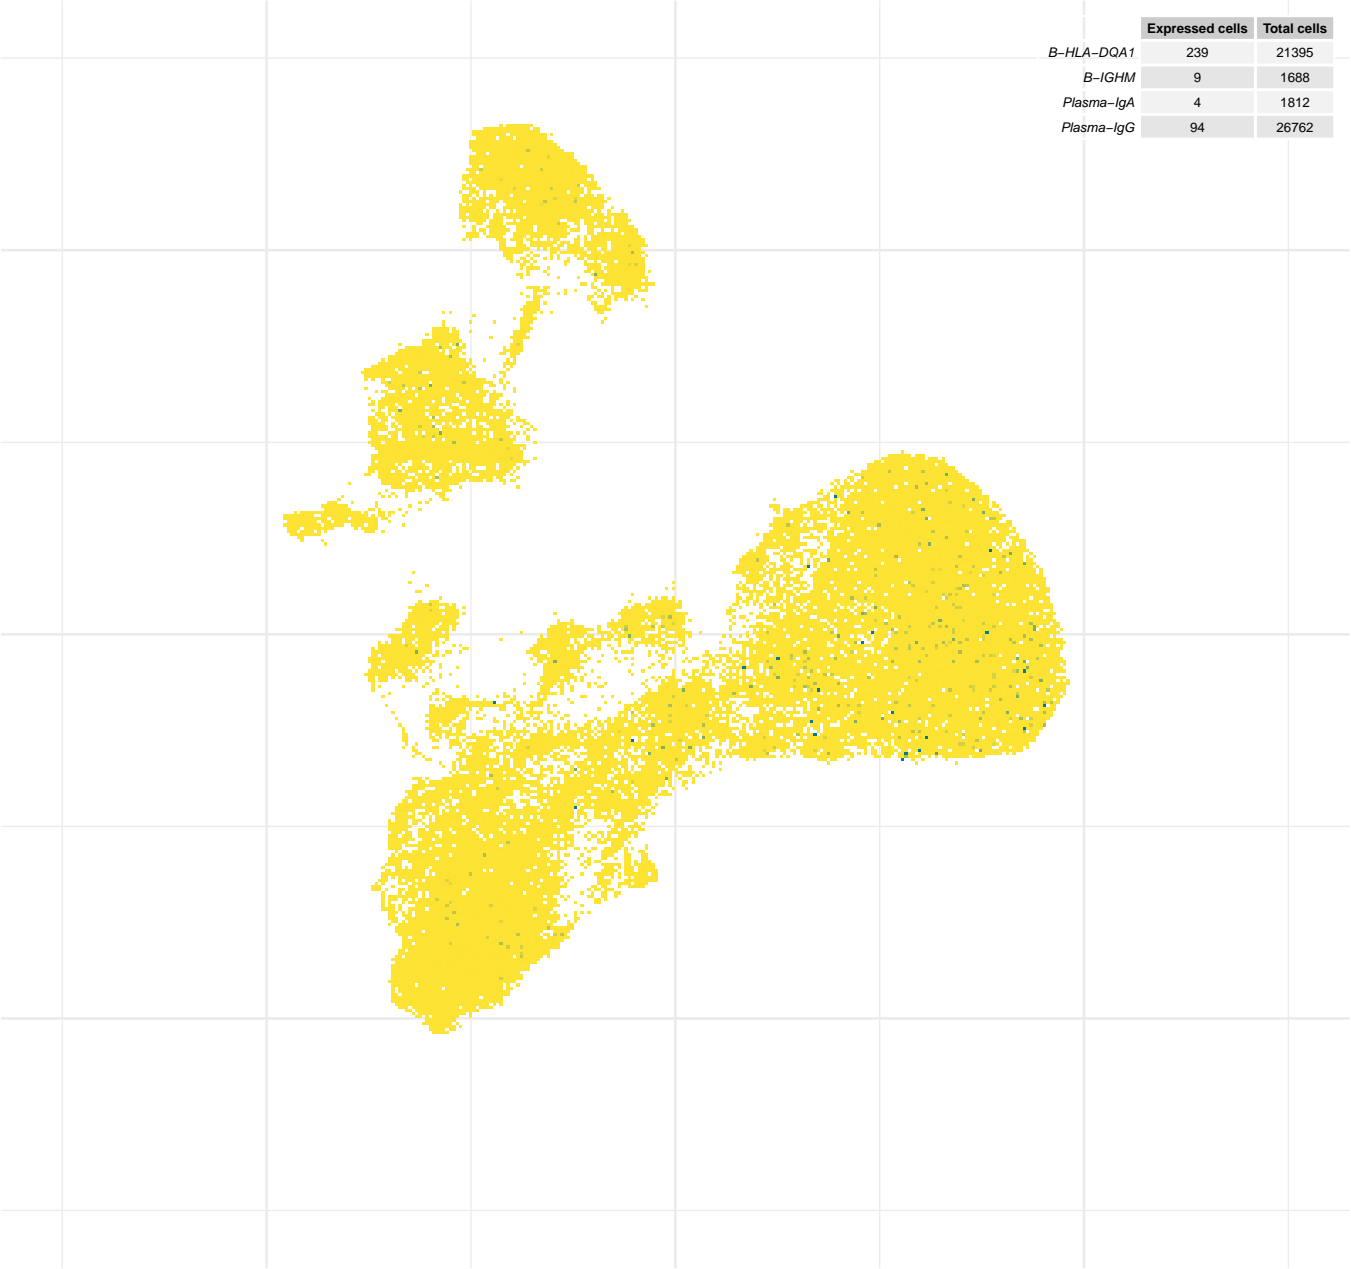 Expressed cells Total cells
B−HLA−DQA1 239 21395
B−IGHM 9 1688
Plasma−IgA 4 1812
Plasma−IgG 94 26762